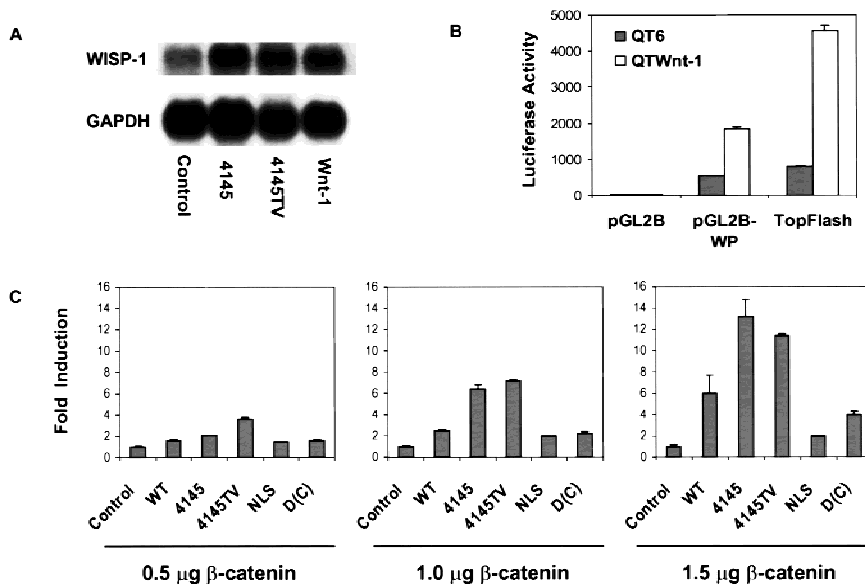 A
WISP-1
GAPDH
Control
4145
4145TV
Wnt-1
B
Luciferase Activity
5000
4000
3000
2000
1000
0
QT6
QTWnt-1
pGL2B
pGL2B-
WP
TopFlash
C
Fold Induction
16
14
12
10
8
6
4
2
0
Control
WT
4145
4145TV
NLS
D(C)
0.5 μg β-catenin
16
14
12
10
8
6
4
2
0
Control
WT
4145
4145TV
NLS
D(C)
1.0 μg β-catenin
16
14
12
10
8
6
4
2
0
Control
WT
4145
4145TV
NLS
D(C)
1.5 μg β-catenin